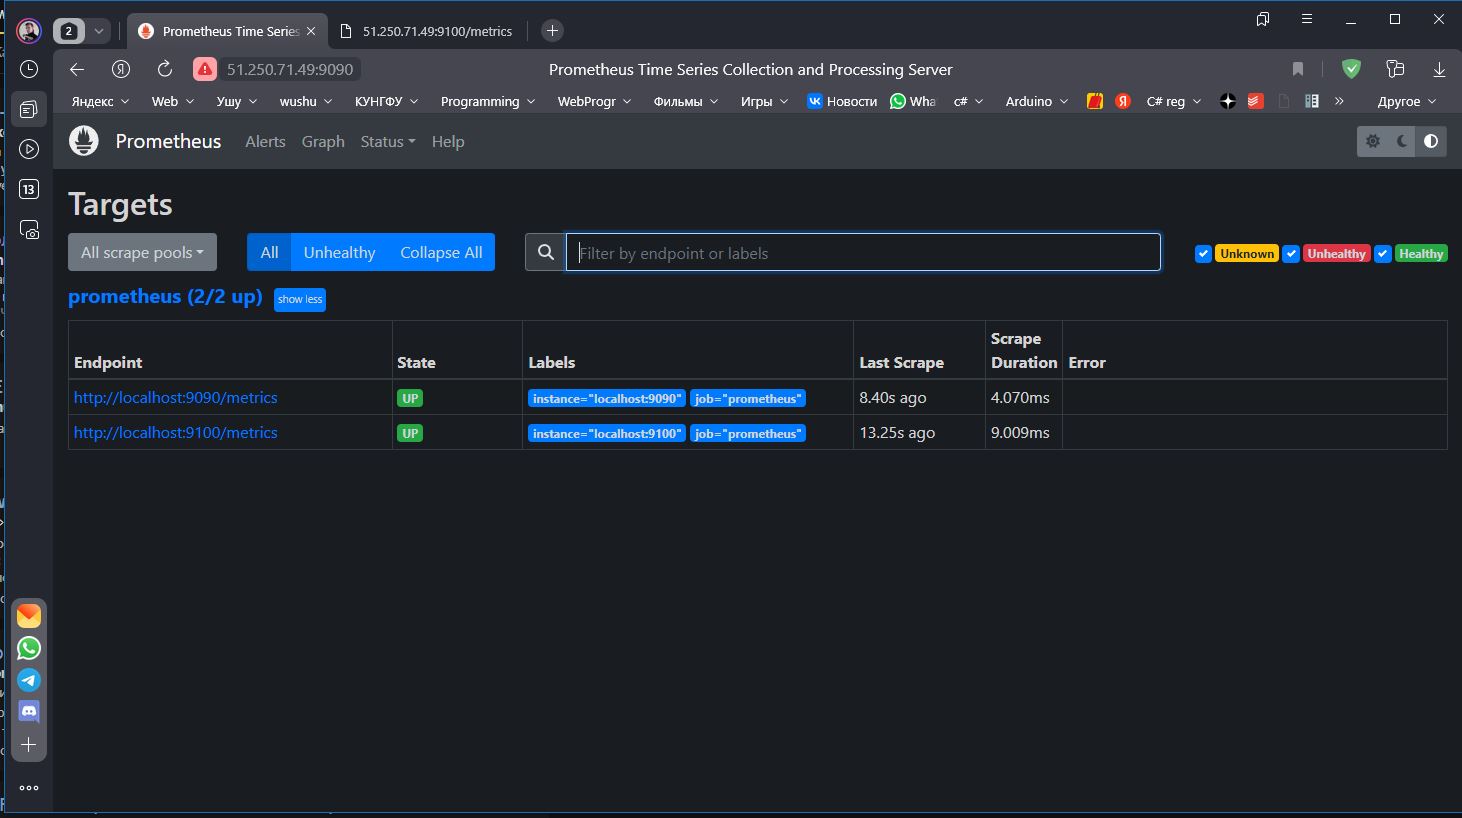 2
Prometheus Time Series
51.250.71.49:9100/metrics
51.250.71.49:9090
Prometheus Time Series Collection and Processing Server
Яндекс
Web
Ушу
wushu
КУНГФУ
Programming
WebProgr
Фильмы
Игры
Новости
Wha
c#
Arduino
C# reg
»
Другое
13
Prometheus
Alerts
Graph
Status
Help
Targets
All scrape pools
All
Unhealthy
Collapse All
Filter by endpoint or labels
Unknown
Unhealthy
Healthy
prometheus (2/2 up)
show less
Endpoint State Labels Last Scrape Scrape Duration Error
http://localhost:9090/metrics UP instance="localhost:9090" job="prometheus" 8.40s ago 4.070ms
http://localhost:9100/metrics UP instance="localhost:9100" job="prometheus" 13.25s ago 9.009ms